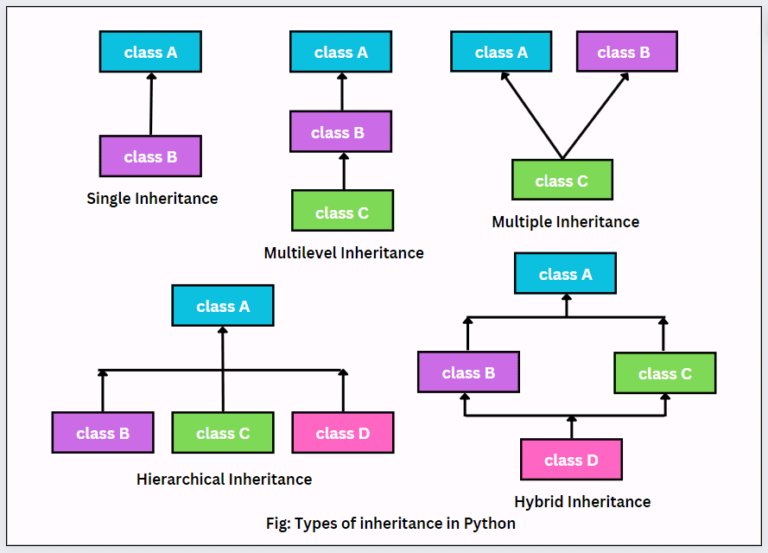 class A
class B
Single Inheritance
class A
class B
class C
Multilevel Inheritance
class A
class B
class C
Multiple Inheritance
class A
class B
class C
class D
Hierarchical Inheritance
class A
class B
class C
class D
Hybrid Inheritance
Fig: Types of inheritance in Python